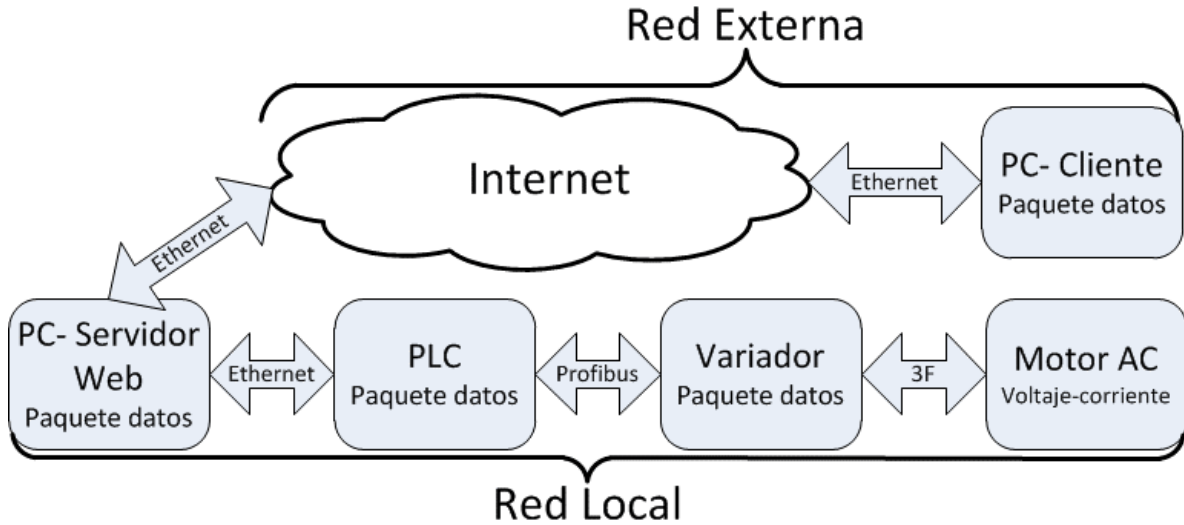 Red Externa
Internet
Ethernet
PC- Cliente
Paquete datos
Ethernet
PC- Servidor
Web
Paquete datos
Ethernet
PLC
Paquete datos
Profibus
Variador
Paquete datos
3F
Motor AC
Voltaje-corriente
Red Local